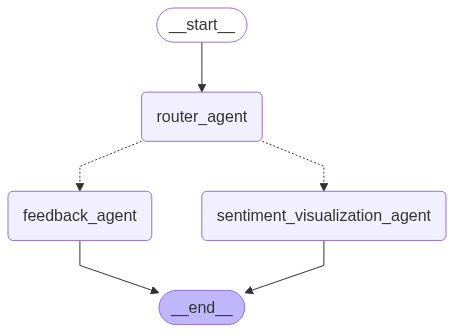 __start__
router_agent
feedback_agent
sentiment_visualization_agent
__end__